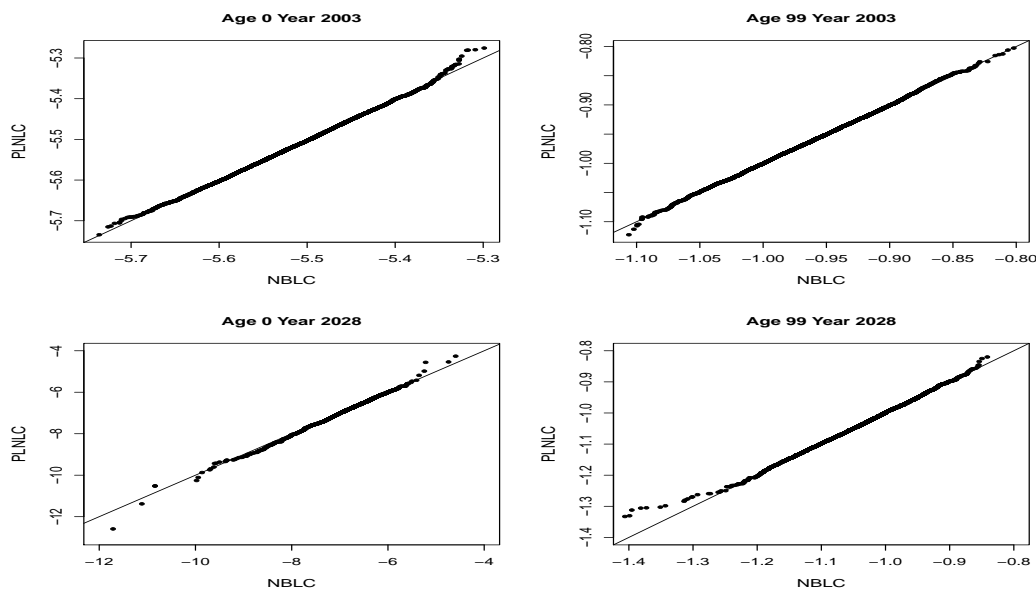 Age 0 Year 2003
PLNLC
-5.3
-5.4
-5.5
-5.6
-5.7
−5.7 −5.6 −5.5 −5.4 −5.3
NBLC
Age 99 Year 2003
PLNLC
-0.80
-0.90
-1.00
-1.10
−1.10 −1.05 −1.00 −0.95 −0.90 −0.85 −0.80
NBLC
Age 0 Year 2028
PLNLC
-4
-6
-8
-10
-12
−12 −10 −8 −6 −4
NBLC
Age 99 Year 2028
PLNLC
-0.8
-0.9
-1.0
-1.1
-1.2
-1.3
-1.4
−1.4 −1.3 −1.2 −1.1 −1.0 −0.9 −0.8
NBLC